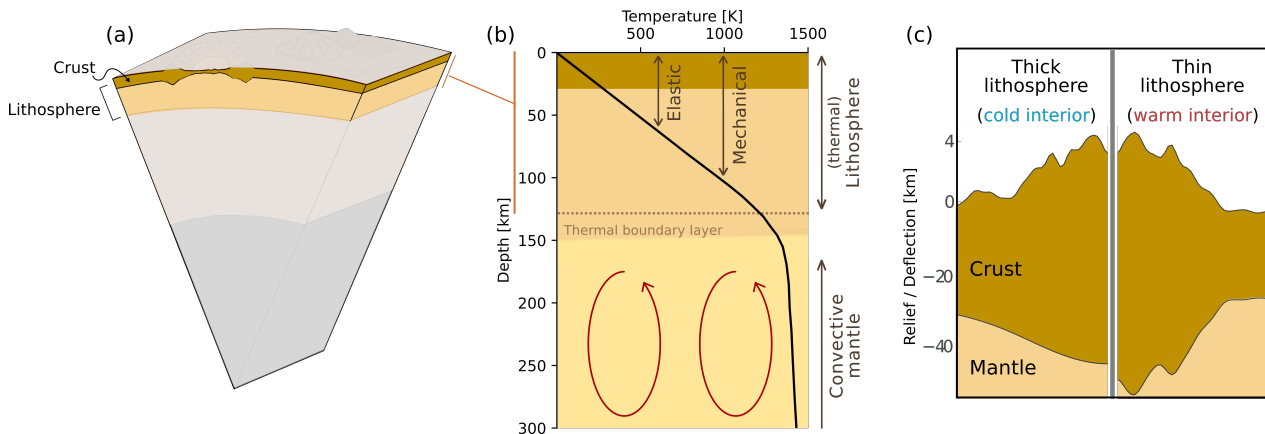 (a)
Crust
Lithosphere
(b)
Temperature [K]
500
1000
1500
0
50
100
150
200
250
300
Depth [km]
Elastic
Mechanical
(thermal)
Lithosphere
Thermal boundary layer
Convective
mantle
(c)
Thick
lithosphere
(cold interior)
Thin
lithosphere
(warm interior)
4
0
−20
−40
Relief / Deflection [km]
Crust
Mantle